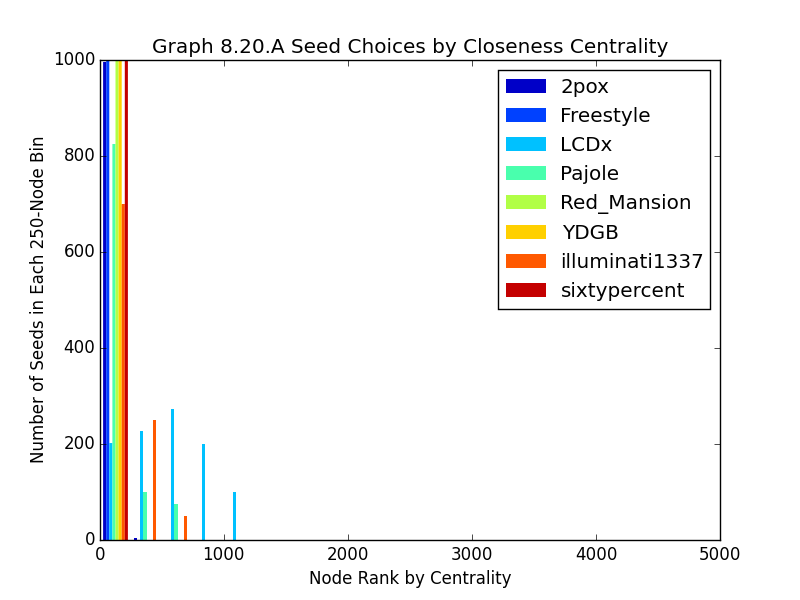 Graph 8.20.A Seed Choices by Closeness Centrality
Number of Seeds in Each 250-Node Bin
1000
800
600
400
200
0
2pox
Freestyle
LCDx
Pajole
Red_Mansion
YDGB
illuminati1337
sixtypercent
0 1000 2000 3000 4000 5000
Node Rank by Centrality